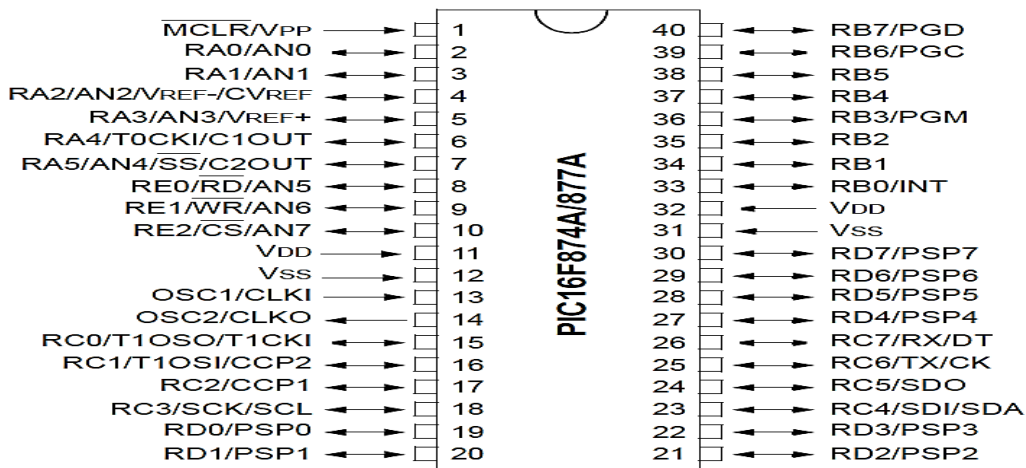 MCLR/VPP 1 40 RB7/PGD
RA0/AN0 2 39 RB6/PGC
RA1/AN1 3 38 RB5
RA2/AN2/VREF-/CVREF 4 37 RB4
RA3/AN3/VREF+ 5 36 RB3/PGM
RA4/T0CKI/C1OUT 6 35 RB2
RA5/AN4/SS/C2OUT 7 34 RB1
RE0/RD/AN5 8 33 RB0/INT
RE1/WR/AN6 9 32 VDD
RE2/CS/AN7 10 31 VSS
VDD 11 30 RD7/PSP7
VSS 12 29 RD6/PSP6
OSC1/CLKI 13 28 RD5/PSP5
OSC2/CLKO 14 27 RD4/PSP4
RC0/T1OSO/T1CKI 15 26 RC7/RX/DT
RC1/T1OSI/CCP2 16 25 RC6/TX/CK
RC2/CCP1 17 24 RC5/SDO
RC3/SCK/SCL 18 23 RC4/SDI/SDA
RD0/PSP0 19 22 RD3/PSP3
RD1/PSP1 20 21 RD2/PSP2
PIC16F874A/877A